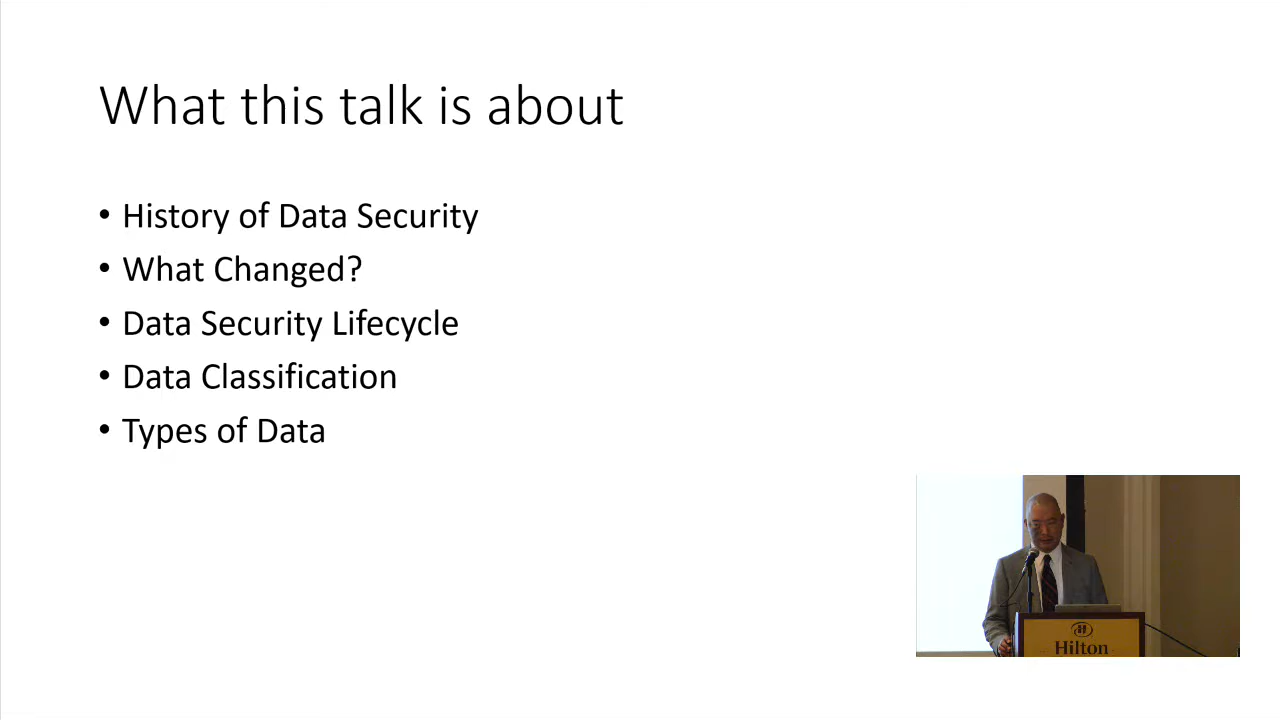 What this talk is about
• History of Data Security
• What Changed?
• Data Security Lifecycle
• Data Classification
• Types of Data
Hilton